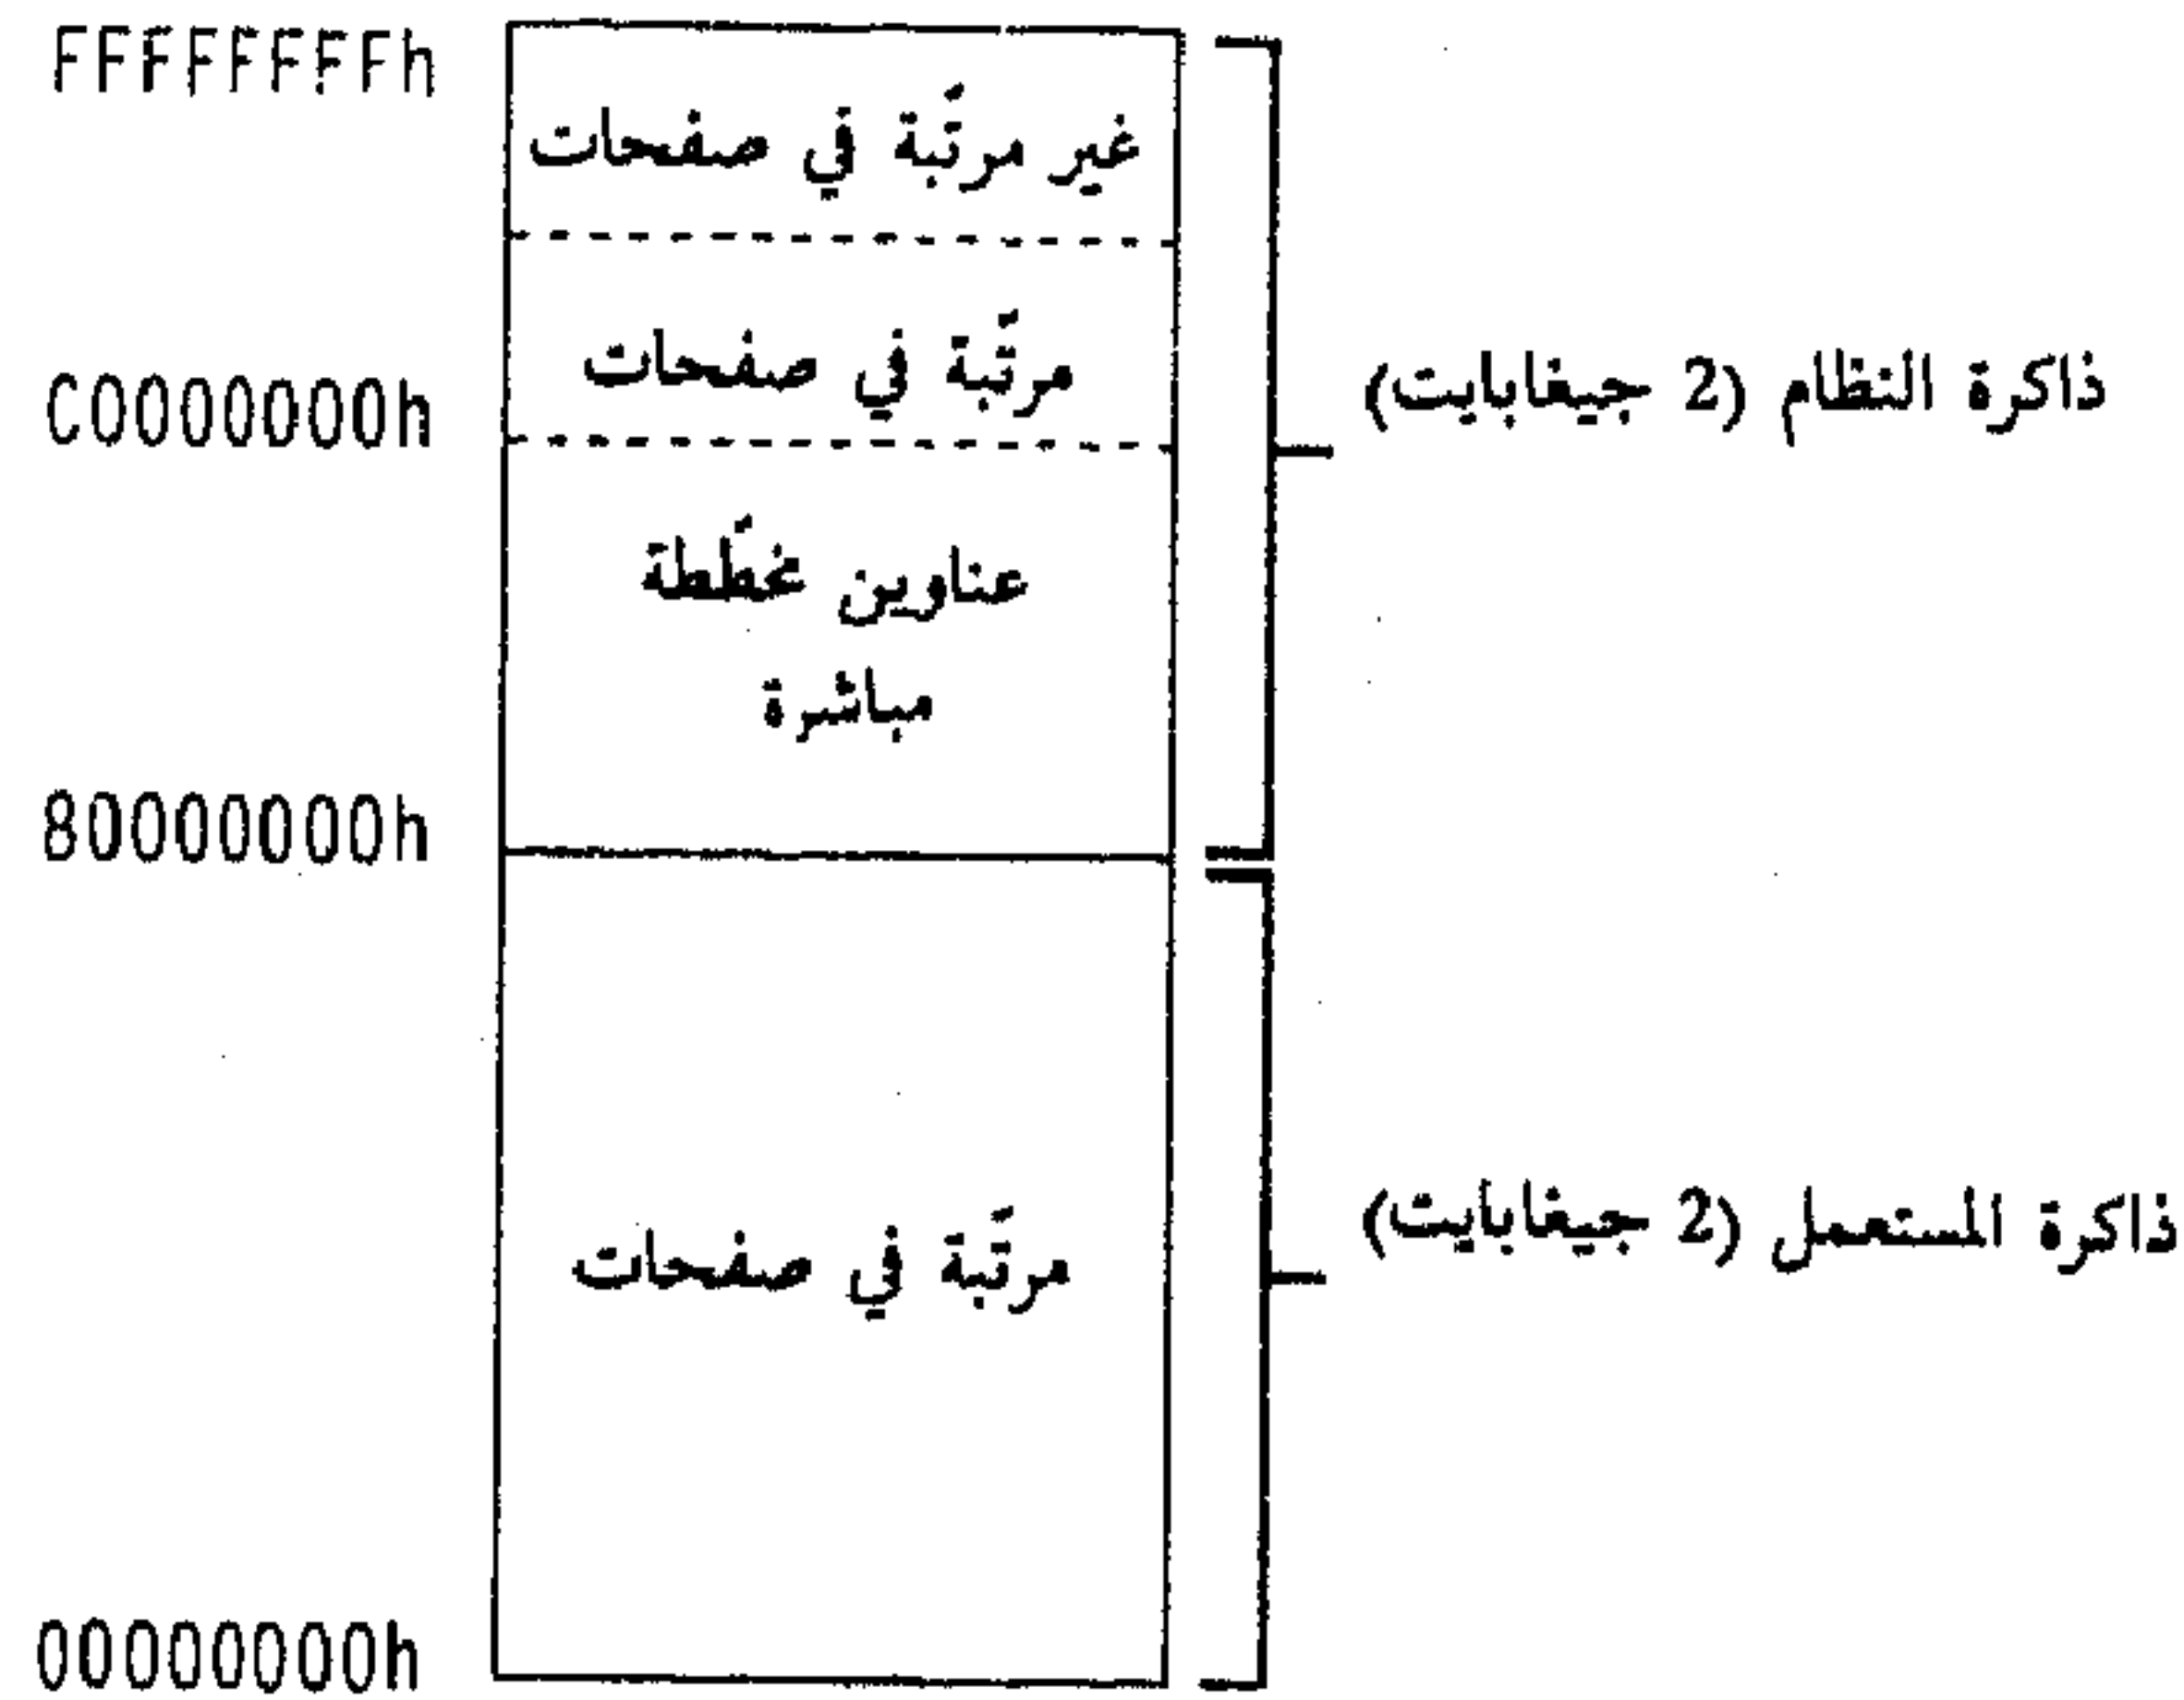 FFFFFFFFh
غير مرتَّبة في صفحات
مرتَّبة في صفحات
C0000000h
ذاكرة النظام (2 جيغابايت)
عناوين مخطَّطة
مباشرة
80000000h
مرتَّبة في صفحات
ذاكرة المستعمل (2 جيغابايت)
00000000h